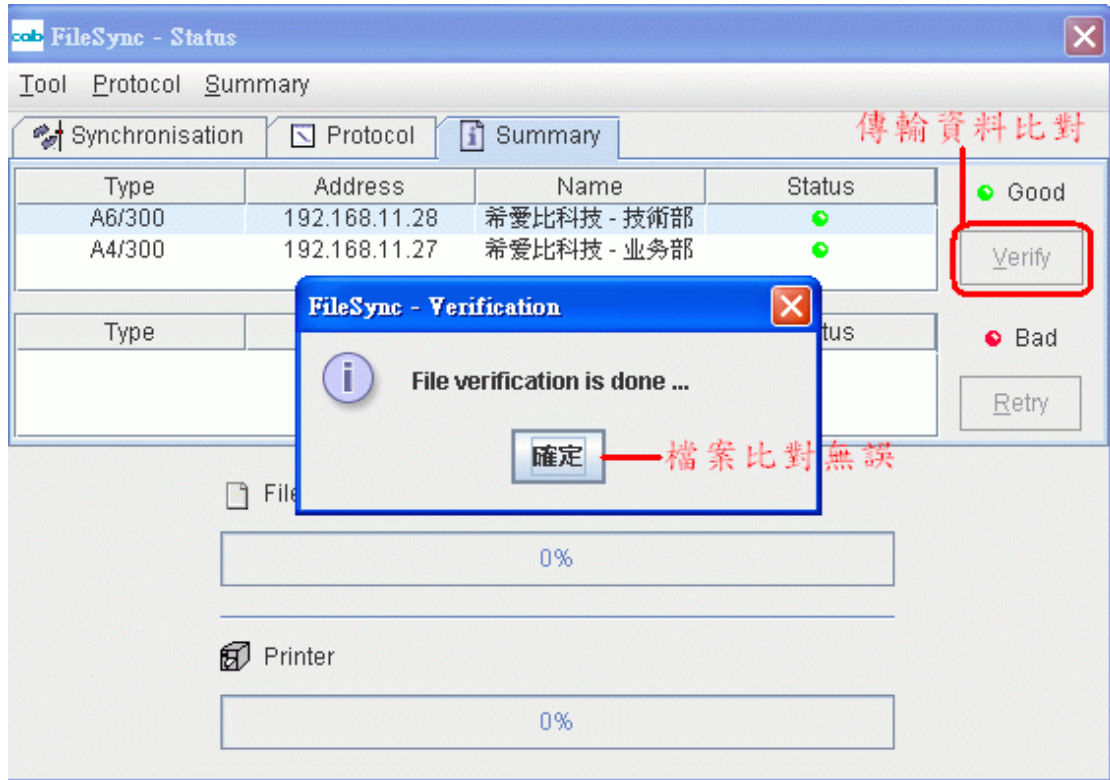 cab FileSync - Status
Tool Protocol Summary
傳輸資料比對
Synchronisation Protocol Summary
Type Address Name Status
Good
A6/300 192.168.11.28 希爱比科技 - 技術部
A4/300 192.168.11.27 希爱比科技 - 业务部
Verify
FileSync - Verification
Type tus
Bad
File verification is done ...
Retry
確定
檔案比對無誤
File
0%
Printer
0%